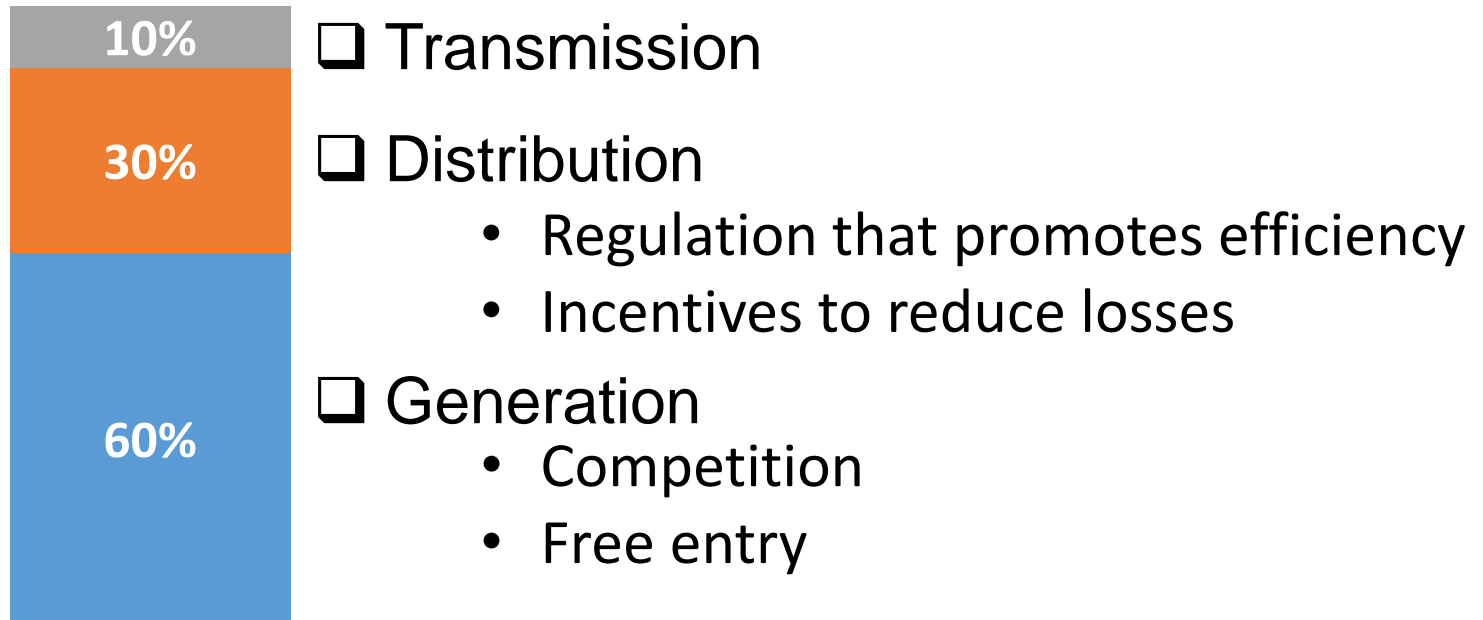 10%
❑ Transmission
30%
❑ Distribution
• Regulation that promotes efficiency
• Incentives to reduce losses
60%
❑ Generation
• Competition
• Free entry